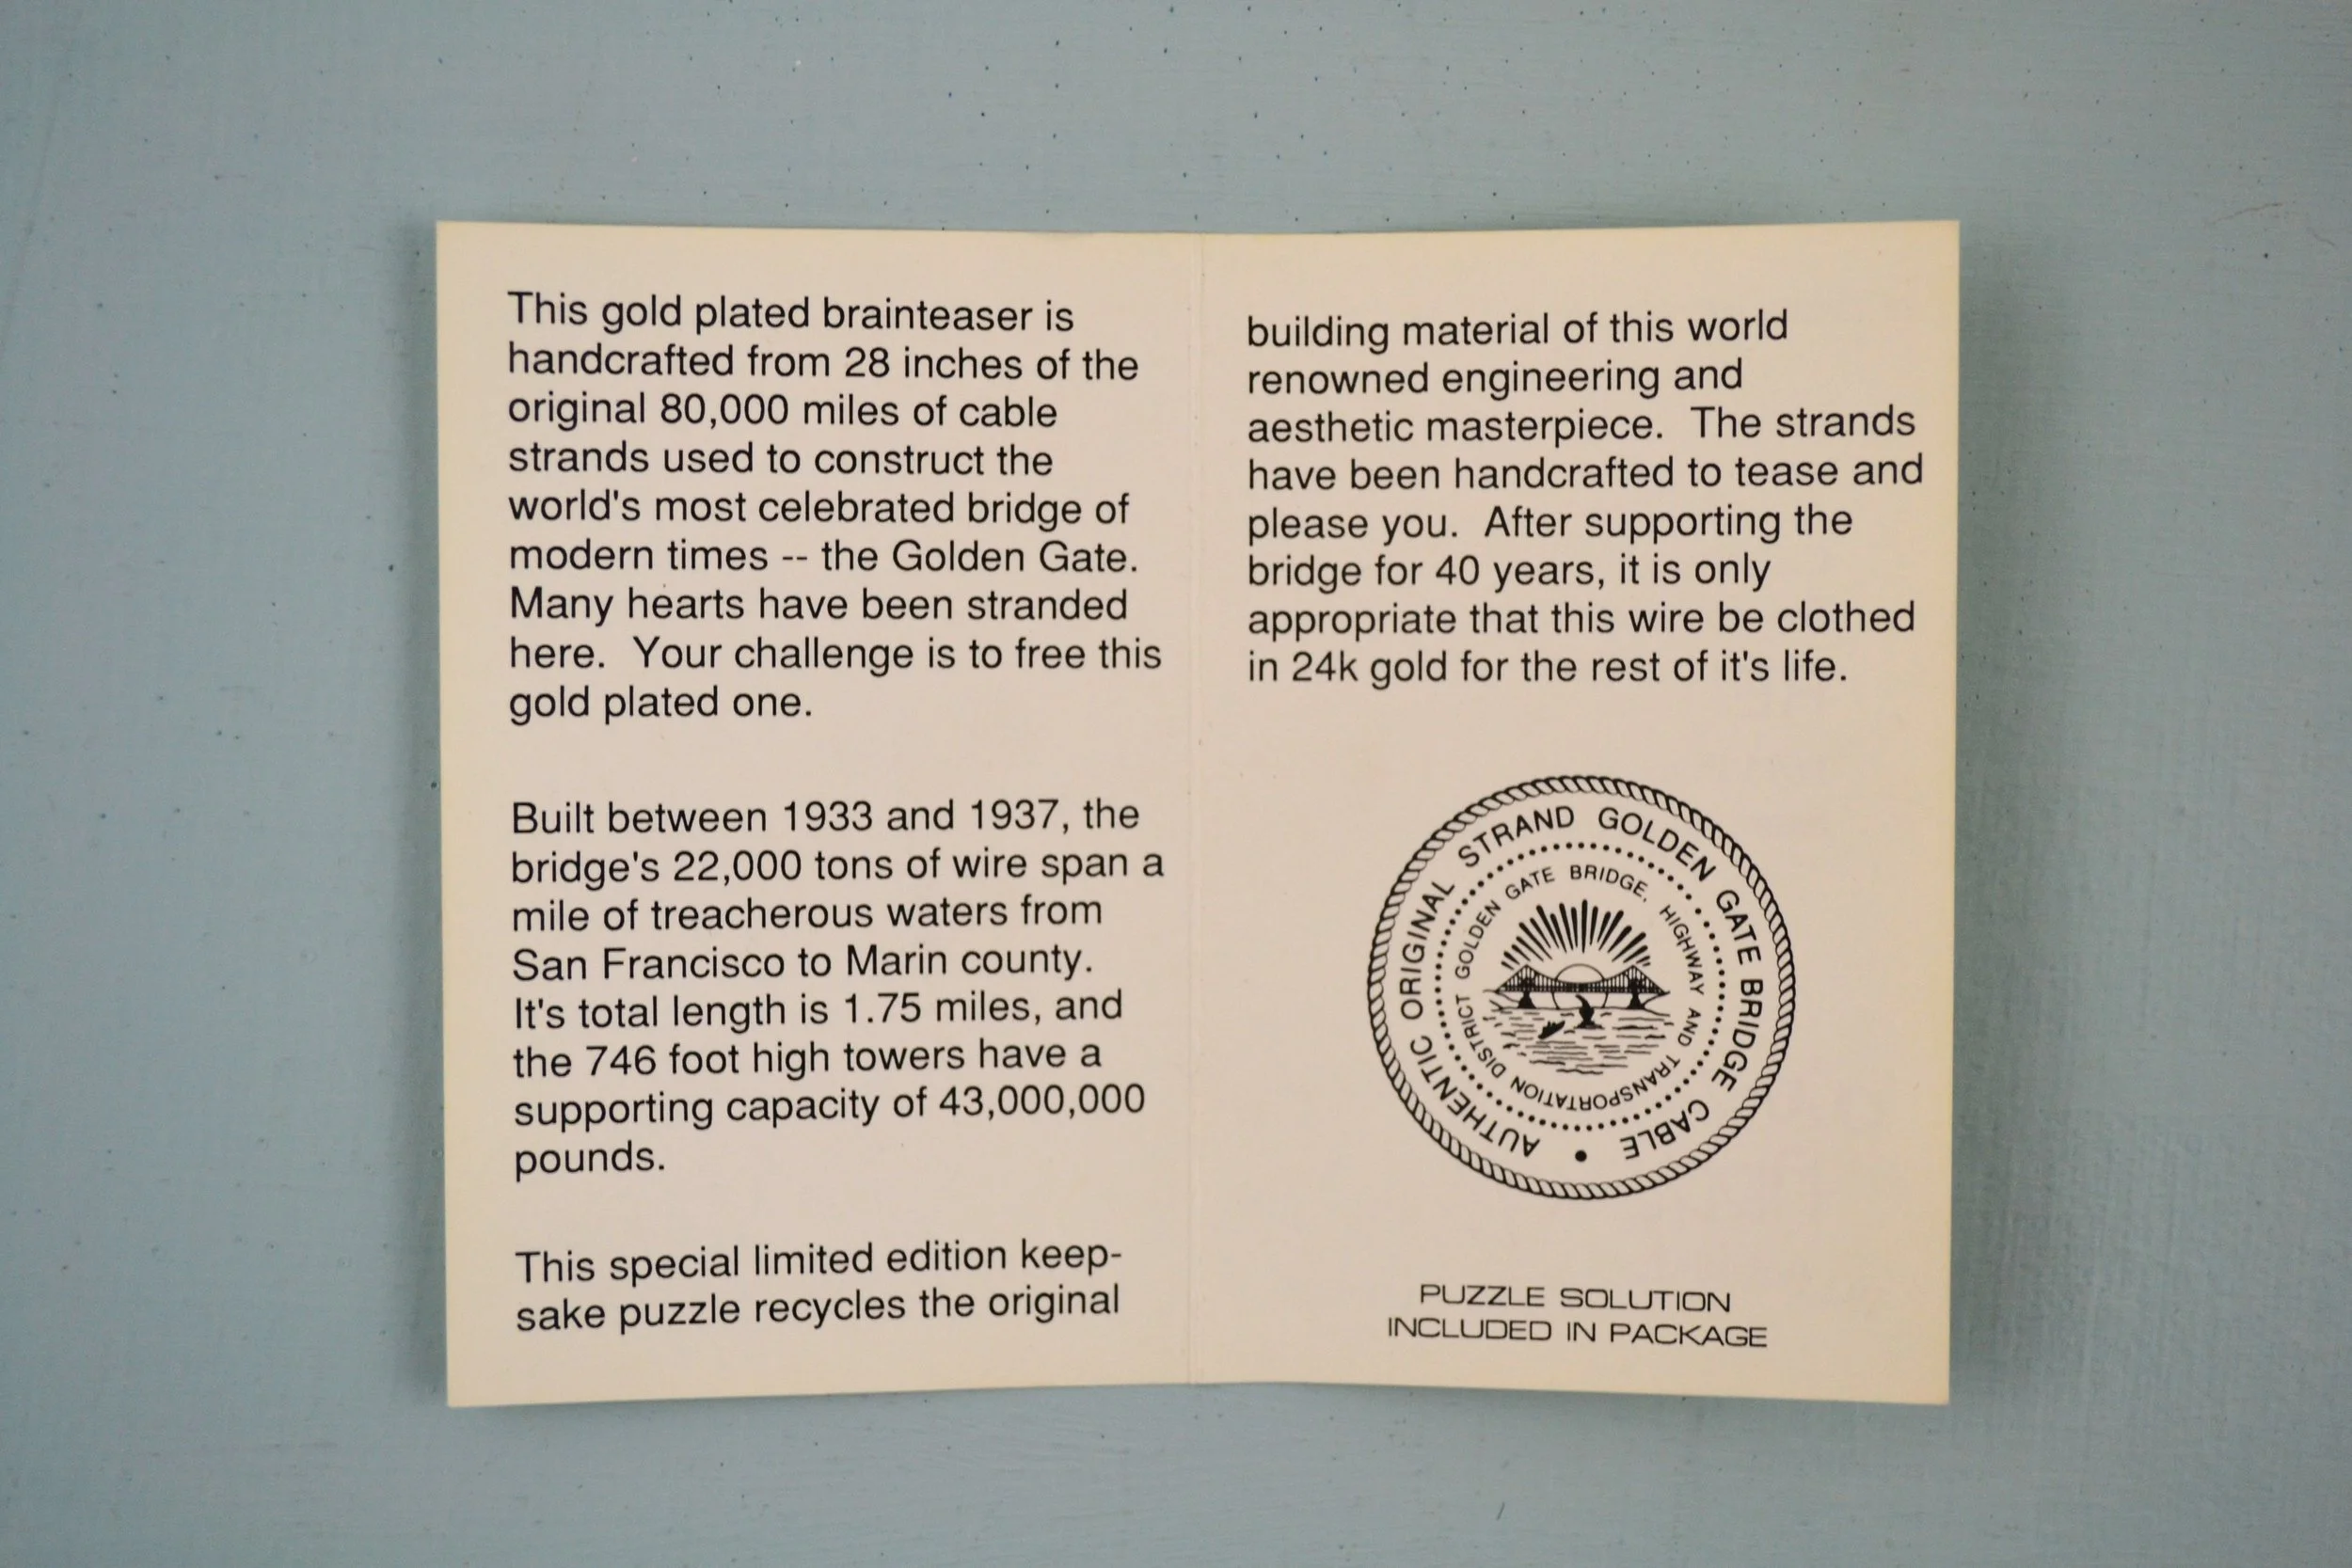 This gold plated brainteaser is
handcrafted from 28 inches of the
original 80,000 miles of cable
strands used to construct the
world's most celebrated bridge of
modern times -- the Golden Gate.
Many hearts have been stranded
here.  Your challenge is to free this
gold plated one.
Built between 1933 and 1937, the
bridge's 22,000 tons of wire span a
mile of treacherous waters from
San Francisco to Marin county.
It's total length is 1.75 miles, and
the 746 foot high towers have a
supporting capacity of 43,000,000
pounds.
This special limited edition keep-
sake puzzle recycles the original
building material of this world
renowned engineering and
aesthetic masterpiece.  The strands
have been handcrafted to tease and
please you.  After supporting the
bridge for 40 years, it is only
appropriate that this wire be clothed
in 24k gold for the rest of it's life.
AUTHENTIC ORIGINAL STRAND GOLDEN GATE BRIDGE CABLE •
GOLDEN GATE BRIDGE, HIGHWAY AND TRANSPORTATION DISTRICT
PUZZLE SOLUTION
INCLUDED IN PACKAGE